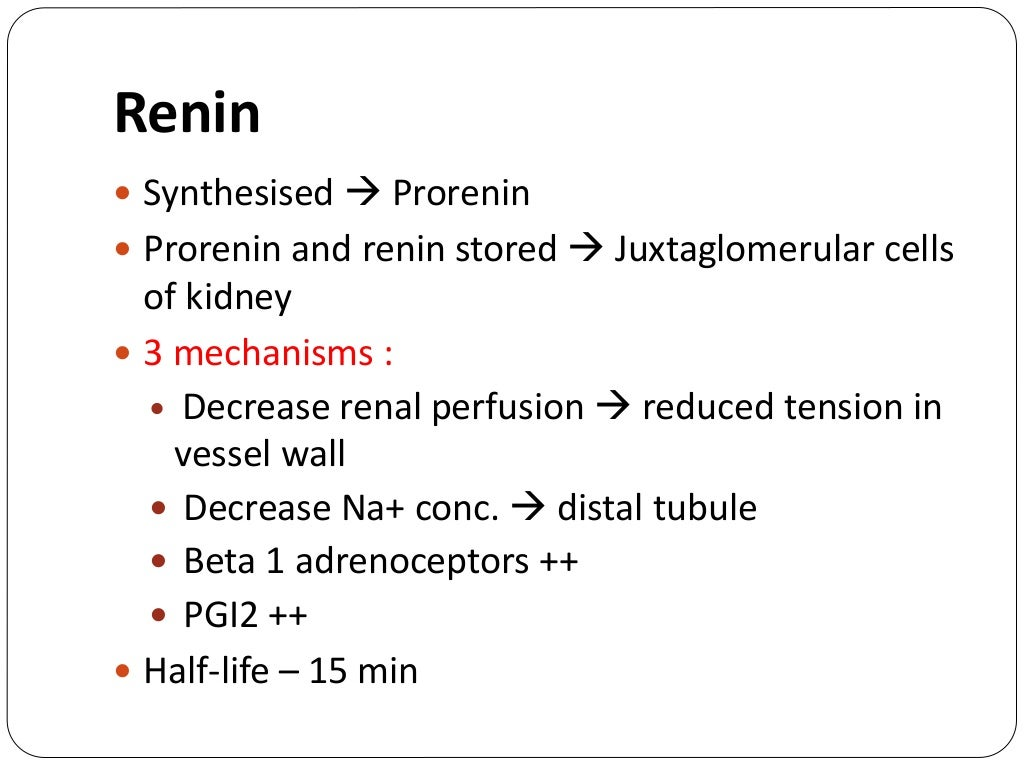 Renin
• Synthesised → Prorenin
• Prorenin and renin stored → Juxtaglomerular cells
of kidney
• 3 mechanisms :
• Decrease renal perfusion → reduced tension in
vessel wall
• Decrease Na+ conc. → distal tubule
• Beta 1 adrenoceptors ++
• PGI2 ++
• Half-life – 15 min